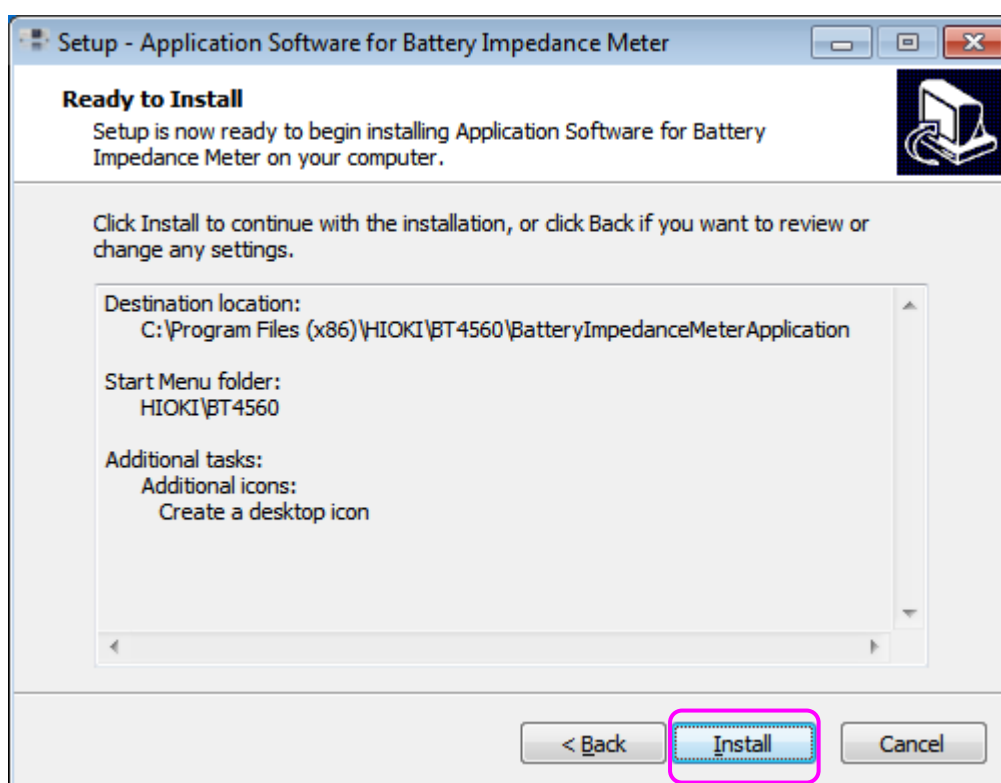 Setup - Application Software for Battery Impedance Meter
Ready to Install
Setup is now ready to begin installing Application Software for Battery
Impedance Meter on your computer.
Click Install to continue with the installation, or click Back if you want to review or
change any settings.
Destination location:
C:\Program Files (x86)\HIOKI\BT4560\BatteryImpedanceMeterApplication
Start Menu folder:
HIOKI\BT4560
Additional tasks:
Additional icons:
Create a desktop icon
< Back
Install
Cancel